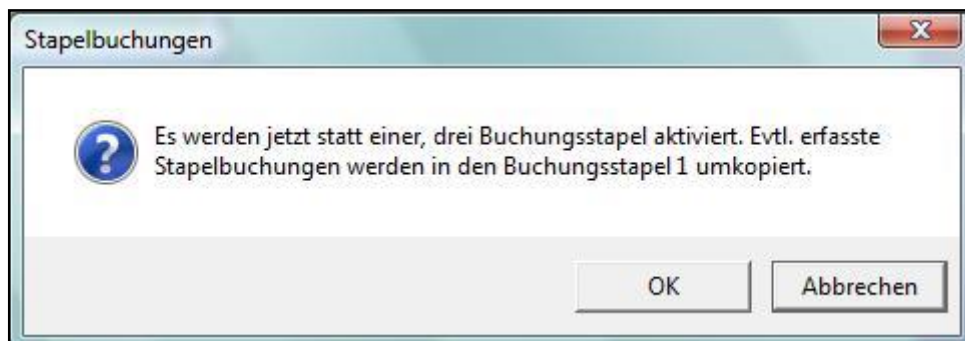 Stapelbuchungen
Es werden jetzt statt einer, drei Buchungsstapel aktiviert. Evtl. erfasste
Stapelbuchungen werden in den Buchungsstapel 1 umkopiert.
OK
Abbrechen